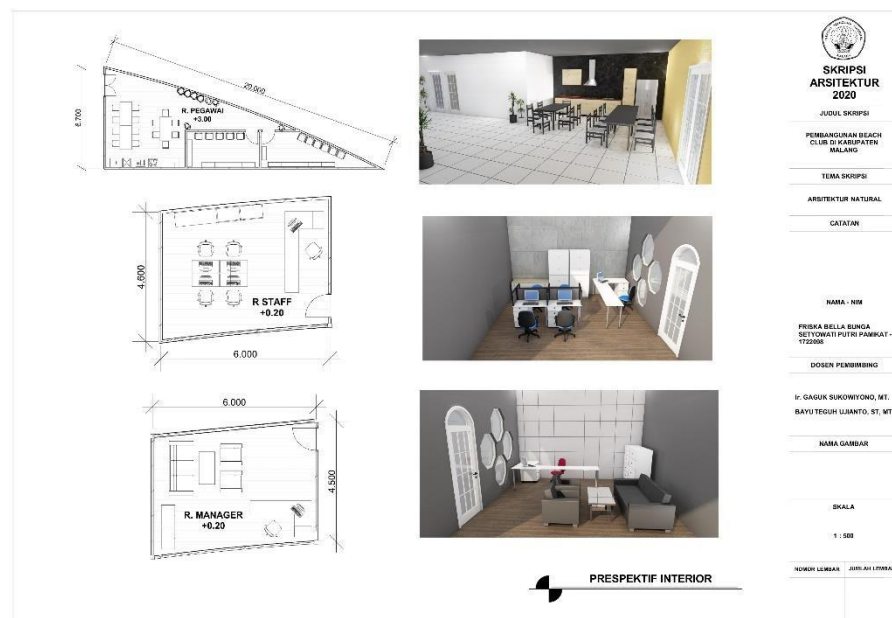 20.000
6.700
R. PEGAWAI
+3.00
4.600
R STAFF
+0.20
6.000
6.000
4.500
R. MANAGER
+0.20
PRESPEKTIF INTERIOR
SKRIPSI
ARSITEKTUR
2020
JUDUL SKRIPSI
PEMBANGUNAN BEACH
CLUB DI KABUPATEN
MALANG
TEMA SKRIPSI
ARSITEKTUR NATURAL
CATATAN
NAMA - NIM
FRISKA BELLA BUNGA
SETYOWATI PUTRI PAMIKAT -
1722098
DOSEN PEMBIMBING
Ir. GAGUK SUKOWIYONO, MT.
BAYU TEGUH UJIANTO, ST, MT
NAMA GAMBAR
SKALA
1 : 500
NOMOR LEMBAR JUMLAH LEMBA